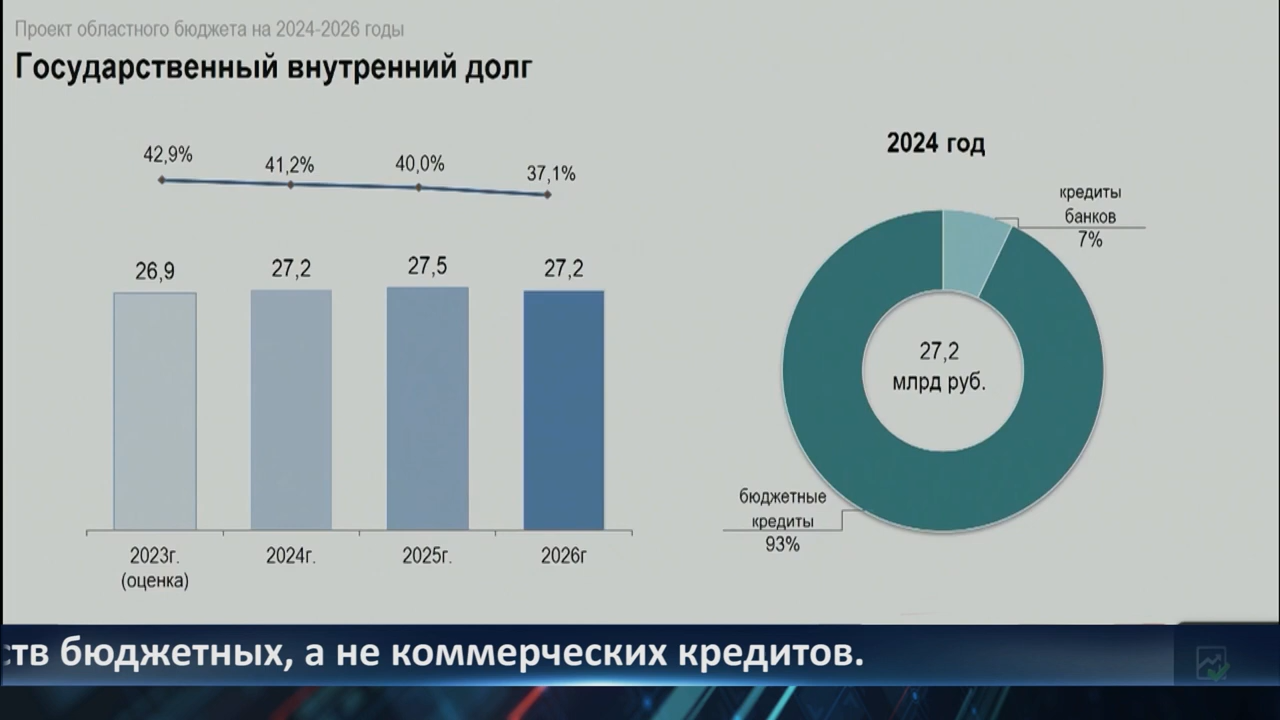 Проект областного бюджета на 2024-2026 годы
Государственный внутренний долг
42,9%
41,2%
40,0%
37,1%
26,9
27,2
27,5
27,2
2023г.
(оценка)
2024г.
2025г.
2026г
2024 год
кредиты
банков
7%
27,2
млрд руб.
бюджетные
кредиты
93%
бюджетных, а не коммерческих кредитов.